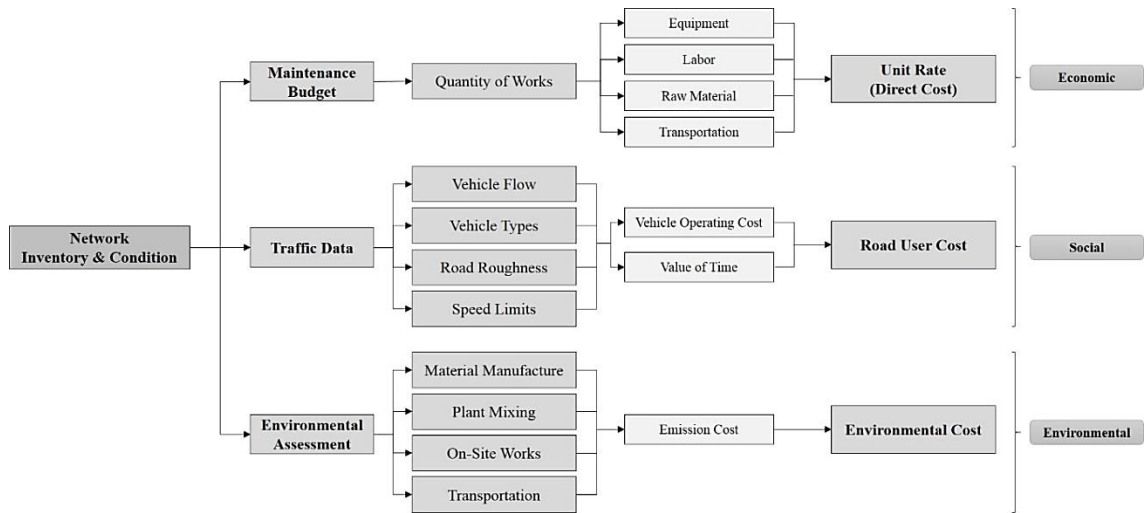 Network
Inventory & Condition
Maintenance
Budget
Quantity of Works
Equipment
Labor
Raw Material
Transportation
Unit Rate
(Direct Cost)
Economic
Traffic Data
Vehicle Flow
Vehicle Types
Road Roughness
Speed Limits
Vehicle Operating Cost
Value of Time
Road User Cost
Social
Environmental
Assessment
Material Manufacture
Plant Mixing
On-Site Works
Transportation
Emission Cost
Environmental Cost
Environmental